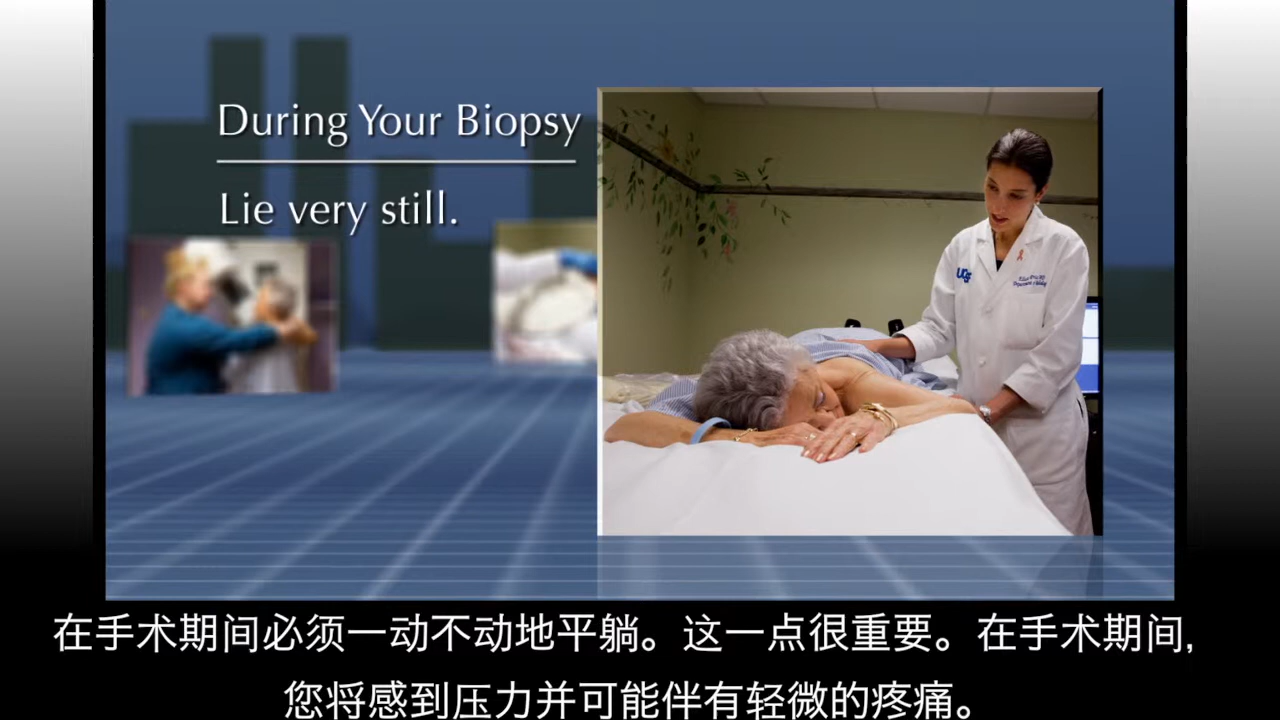 During Your Biopsy
Lie very still.
在手术期间必须一动不动地平躺。这一点很重要。在手术期间,
您将感到压力并可能伴有轻微的疼痛。